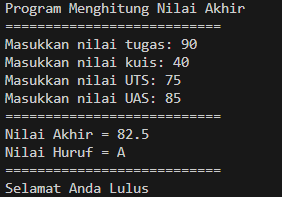 Program Menghitung Nilai Akhir
===========================
Masukkan nilai tugas: 90
Masukkan nilai kuis: 40
Masukkan nilai UTS: 75
Masukkan nilai UAS: 85
===========================
Nilai Akhir = 82.5
Nilai Huruf = A
===========================
Selamat Anda Lulus